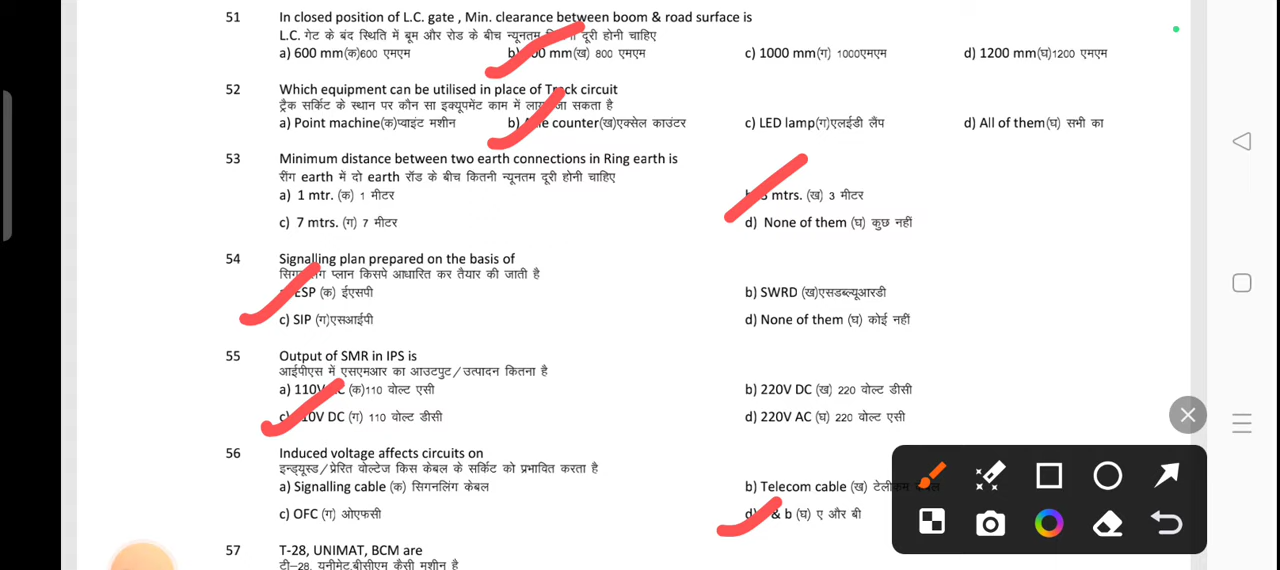 51 In closed position of L.C. gate , Min. clearance between boom & road surface is
L.C. गेट के बंद स्थिति में बूम और रोड के बीच न्यूनतम दूरी होनी चाहिए
a) 600 mm(क)600 एमएम b) 00 mm(ख) 800 एमएम c) 1000 mm(ग) 1000एमएम d) 1200 mm(घ)1200 एमएम
52 Which equipment can be utilised in place of Track circuit
ट्रैक सर्किट के स्थान पर कौन सा इक्यूपमेंट काम में जा सकता है
a) Point machine(क)प्वाइंट मशीन b) counter(ख)एक्सेल काउंटर c) LED lamp(ग)एलईडी लैंप d) All of them(घ) सभी का
53 Minimum distance between two earth connections in Ring earth is
रींग earth में दो earth रॉड के बीच कितनी न्यूनतम दूरी होनी चाहिए
a) 1 mtr. (क) 1 मीटर mtrs. (ख) 3 मीटर
c) 7 mtrs. (ग) 7 मीटर d) None of them (घ) कुछ नहीं
54 Signalling plan prepared on the basis of
प्लान किसपे आधारित कर तैयार की जाती है
ESP (क) ईएसपी b) SWRD (ख)एसडब्ल्यूआरडी
c) SIP (ग)एसआईपी d) None of them (घ) कोई नहीं
55 Output of SMR in IPS is
आईपीएस में एसएमआर का आउटपुट/उत्पादन कितना है
a) 110V (क)110 वोल्ट एसी b) 220V DC (ख) 220 वोल्ट डीसी
DC (ग) 110 वोल्ट डीसी d) 220V AC (घ) 220 वोल्ट एसी
56 Induced voltage affects circuits on
इन्ड्यूस्ड/प्रेरित वोल्टेज किस केबल के सर्किट को प्रभावित करता है
a) Signalling cable (क) सिगनलिंग केबल b) Telecom cable (ख)
c) OFC (ग) ओएफसी d) & b (घ) ए और बी
57 T-28, UNIMAT, BCM are
टी-28, यूनीमेट,बीसीएम कैसी मशीन है